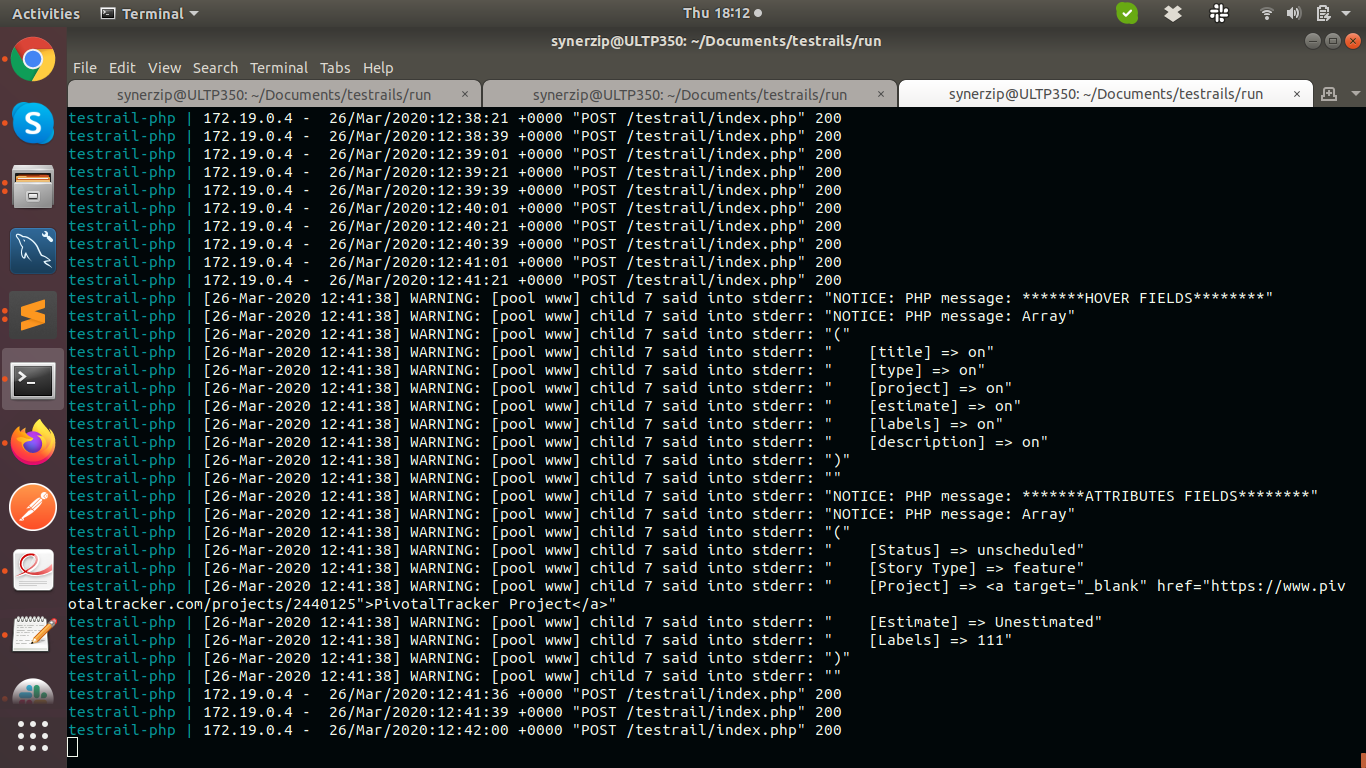 Activities Terminal Thu 18:12
synerzip@ULTP350: ~/Documents/testrails/run
File Edit View Search Terminal Tabs Help
synerzip@ULTP350: ~/Documents/testrails/run × synerzip@ULTP350: ~/Documents/testrails/run × synerzip@ULTP350: ~/Documents/testrails/run ×
testrail-php | 172.19.0.4 -  26/Mar/2020:12:38:21 +0000 "POST /testrail/index.php" 200
testrail-php | 172.19.0.4 -  26/Mar/2020:12:38:39 +0000 "POST /testrail/index.php" 200
testrail-php | 172.19.0.4 -  26/Mar/2020:12:39:01 +0000 "POST /testrail/index.php" 200
testrail-php | 172.19.0.4 -  26/Mar/2020:12:39:21 +0000 "POST /testrail/index.php" 200
testrail-php | 172.19.0.4 -  26/Mar/2020:12:39:39 +0000 "POST /testrail/index.php" 200
testrail-php | 172.19.0.4 -  26/Mar/2020:12:40:01 +0000 "POST /testrail/index.php" 200
testrail-php | 172.19.0.4 -  26/Mar/2020:12:40:21 +0000 "POST /testrail/index.php" 200
testrail-php | 172.19.0.4 -  26/Mar/2020:12:40:39 +0000 "POST /testrail/index.php" 200
testrail-php | 172.19.0.4 -  26/Mar/2020:12:41:01 +0000 "POST /testrail/index.php" 200
testrail-php | 172.19.0.4 -  26/Mar/2020:12:41:21 +0000 "POST /testrail/index.php" 200
testrail-php | [26-Mar-2020 12:41:38] WARNING: [pool www] child 7 said into stderr: "NOTICE: PHP message: *******HOVER FIELDS********"
testrail-php | [26-Mar-2020 12:41:38] WARNING: [pool www] child 7 said into stderr: "NOTICE: PHP message: Array"
testrail-php | [26-Mar-2020 12:41:38] WARNING: [pool www] child 7 said into stderr: "("
testrail-php | [26-Mar-2020 12:41:38] WARNING: [pool www] child 7 said into stderr: "    [title] => on"
testrail-php | [26-Mar-2020 12:41:38] WARNING: [pool www] child 7 said into stderr: "    [type] => on"
testrail-php | [26-Mar-2020 12:41:38] WARNING: [pool www] child 7 said into stderr: "    [project] => on"
testrail-php | [26-Mar-2020 12:41:38] WARNING: [pool www] child 7 said into stderr: "    [estimate] => on"
testrail-php | [26-Mar-2020 12:41:38] WARNING: [pool www] child 7 said into stderr: "    [labels] => on"
testrail-php | [26-Mar-2020 12:41:38] WARNING: [pool www] child 7 said into stderr: "    [description] => on"
testrail-php | [26-Mar-2020 12:41:38] WARNING: [pool www] child 7 said into stderr: ")"
testrail-php | [26-Mar-2020 12:41:38] WARNING: [pool www] child 7 said into stderr: ""
testrail-php | [26-Mar-2020 12:41:38] WARNING: [pool www] child 7 said into stderr: "NOTICE: PHP message: *******ATTRIBUTES FIELDS********"
testrail-php | [26-Mar-2020 12:41:38] WARNING: [pool www] child 7 said into stderr: "NOTICE: PHP message: Array"
testrail-php | [26-Mar-2020 12:41:38] WARNING: [pool www] child 7 said into stderr: "("
testrail-php | [26-Mar-2020 12:41:38] WARNING: [pool www] child 7 said into stderr: "    [Status] => unscheduled"
testrail-php | [26-Mar-2020 12:41:38] WARNING: [pool www] child 7 said into stderr: "    [Story Type] => feature"
testrail-php | [26-Mar-2020 12:41:38] WARNING: [pool www] child 7 said into stderr: "    [Project] => <a target="_blank" href="https://www.piv
otaltracker.com/projects/2440125">PivotalTracker Project</a>"
testrail-php | [26-Mar-2020 12:41:38] WARNING: [pool www] child 7 said into stderr: "    [Estimate] => Unestimated"
testrail-php | [26-Mar-2020 12:41:38] WARNING: [pool www] child 7 said into stderr: "    [Labels] => 111"
testrail-php | [26-Mar-2020 12:41:38] WARNING: [pool www] child 7 said into stderr: ")"
testrail-php | [26-Mar-2020 12:41:38] WARNING: [pool www] child 7 said into stderr: ""
testrail-php | 172.19.0.4 -  26/Mar/2020:12:41:36 +0000 "POST /testrail/index.php" 200
testrail-php | 172.19.0.4 -  26/Mar/2020:12:41:39 +0000 "POST /testrail/index.php" 200
testrail-php | 172.19.0.4 -  26/Mar/2020:12:42:00 +0000 "POST /testrail/index.php" 200